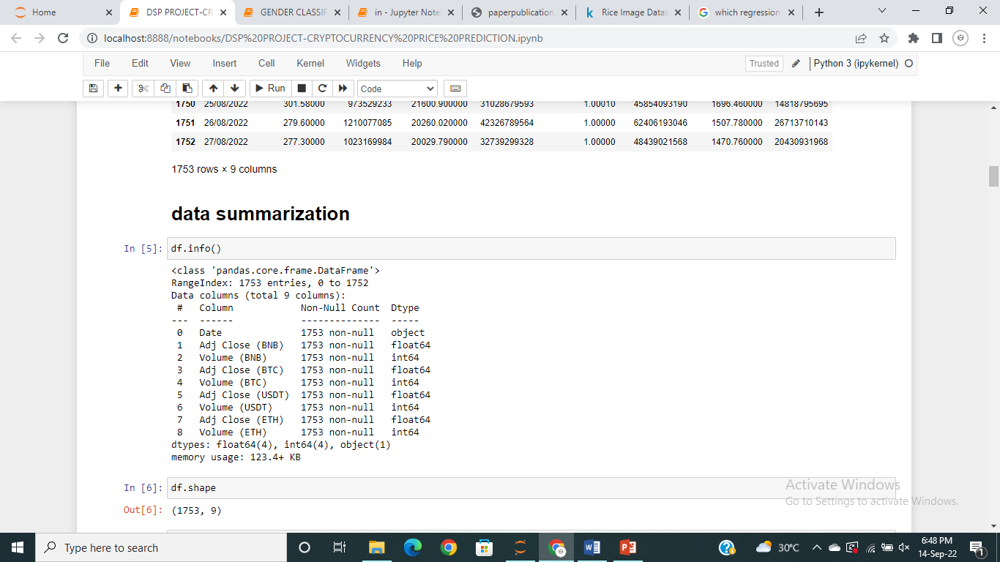 Home
DSP PROJECT-CR
GENDER CLASSIF
in - Jupyter Note
paperpublication
Rice Image Datas
which regression
localhost:8888/notebooks/DSP%20PROJECT-CRYPTOCURRENCY%20PRICE%20PREDICTION.ipynb
File Edit View Insert Cell Kernel Widgets Help Trusted Python 3 (ipykernel)
Run Code
1750 25/08/2022 301.58000 973529233 21600.900000 31028679593 1.00010 45854093190 1696.460000 14818795695
1751 26/08/2022 279.60000 1210077085 20260.020000 42326789564 1.00000 62406193046 1507.780000 26713710143
1752 27/08/2022 277.30000 1023169984 20029.790000 32739299328 1.00000 48439021568 1470.760000 20430931968
1753 rows × 9 columns
data summarization
In [5]: df.info()
<class 'pandas.core.frame.DataFrame'>
RangeIndex: 1753 entries, 0 to 1752
Data columns (total 9 columns):
# Column Non-Null Count Dtype
--- ------ -------------- -----
0 Date 1753 non-null object
1 Adj Close (BNB) 1753 non-null float64
2 Volume (BNB) 1753 non-null int64
3 Adj Close (BTC) 1753 non-null float64
4 Volume (BTC) 1753 non-null int64
5 Adj Close (USDT) 1753 non-null float64
6 Volume (USDT) 1753 non-null int64
7 Adj Close (ETH) 1753 non-null float64
8 Volume (ETH) 1753 non-null int64
dtypes: float64(4), int64(4), object(1)
memory usage: 123.4+ KB
In [6]: df.shape
Out[6]: (1753, 9)
Activate Windows
Go to Settings to activate Windows.
Type here to search
30°C
6:48 PM
14-Sep-22
1